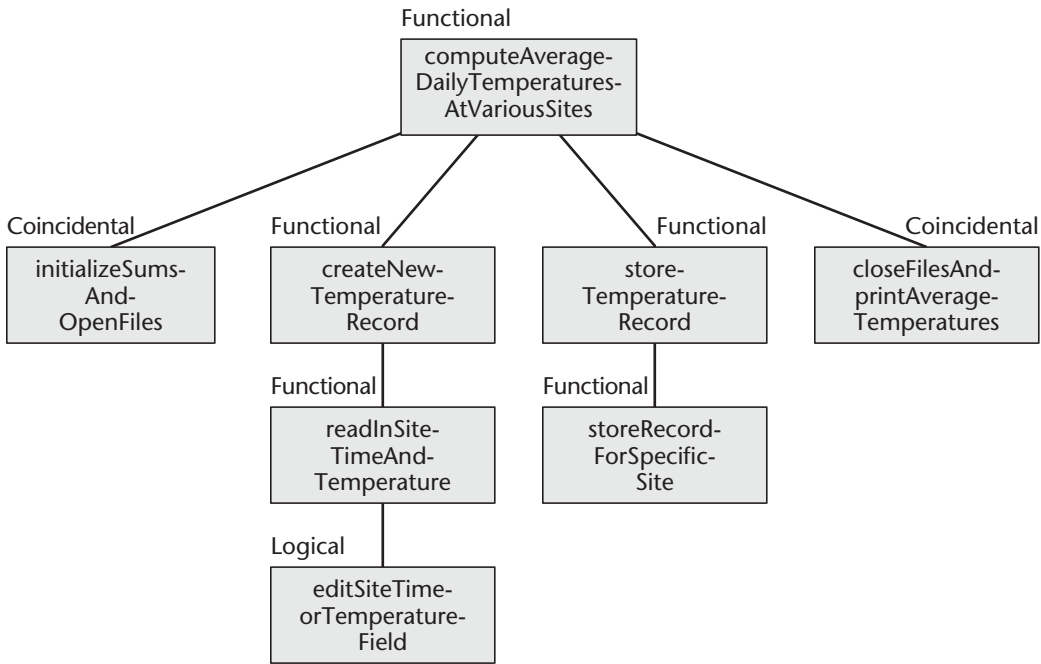 Functional
computeAverage-
DailyTemperatures-
AtVariousSites
Coincidental
initializeSums-
And-
OpenFiles
Functional
createNew-
Temperature-
Record
Functional
store-
Temperature-
Record
Coincidental
closeFilesAnd-
printAverage-
Temperatures
Functional
readInSite-
TimeAnd-
Temperature
Functional
storeRecord-
ForSpecific-
Site
Logical
editSiteTime-
orTemperature-
Field